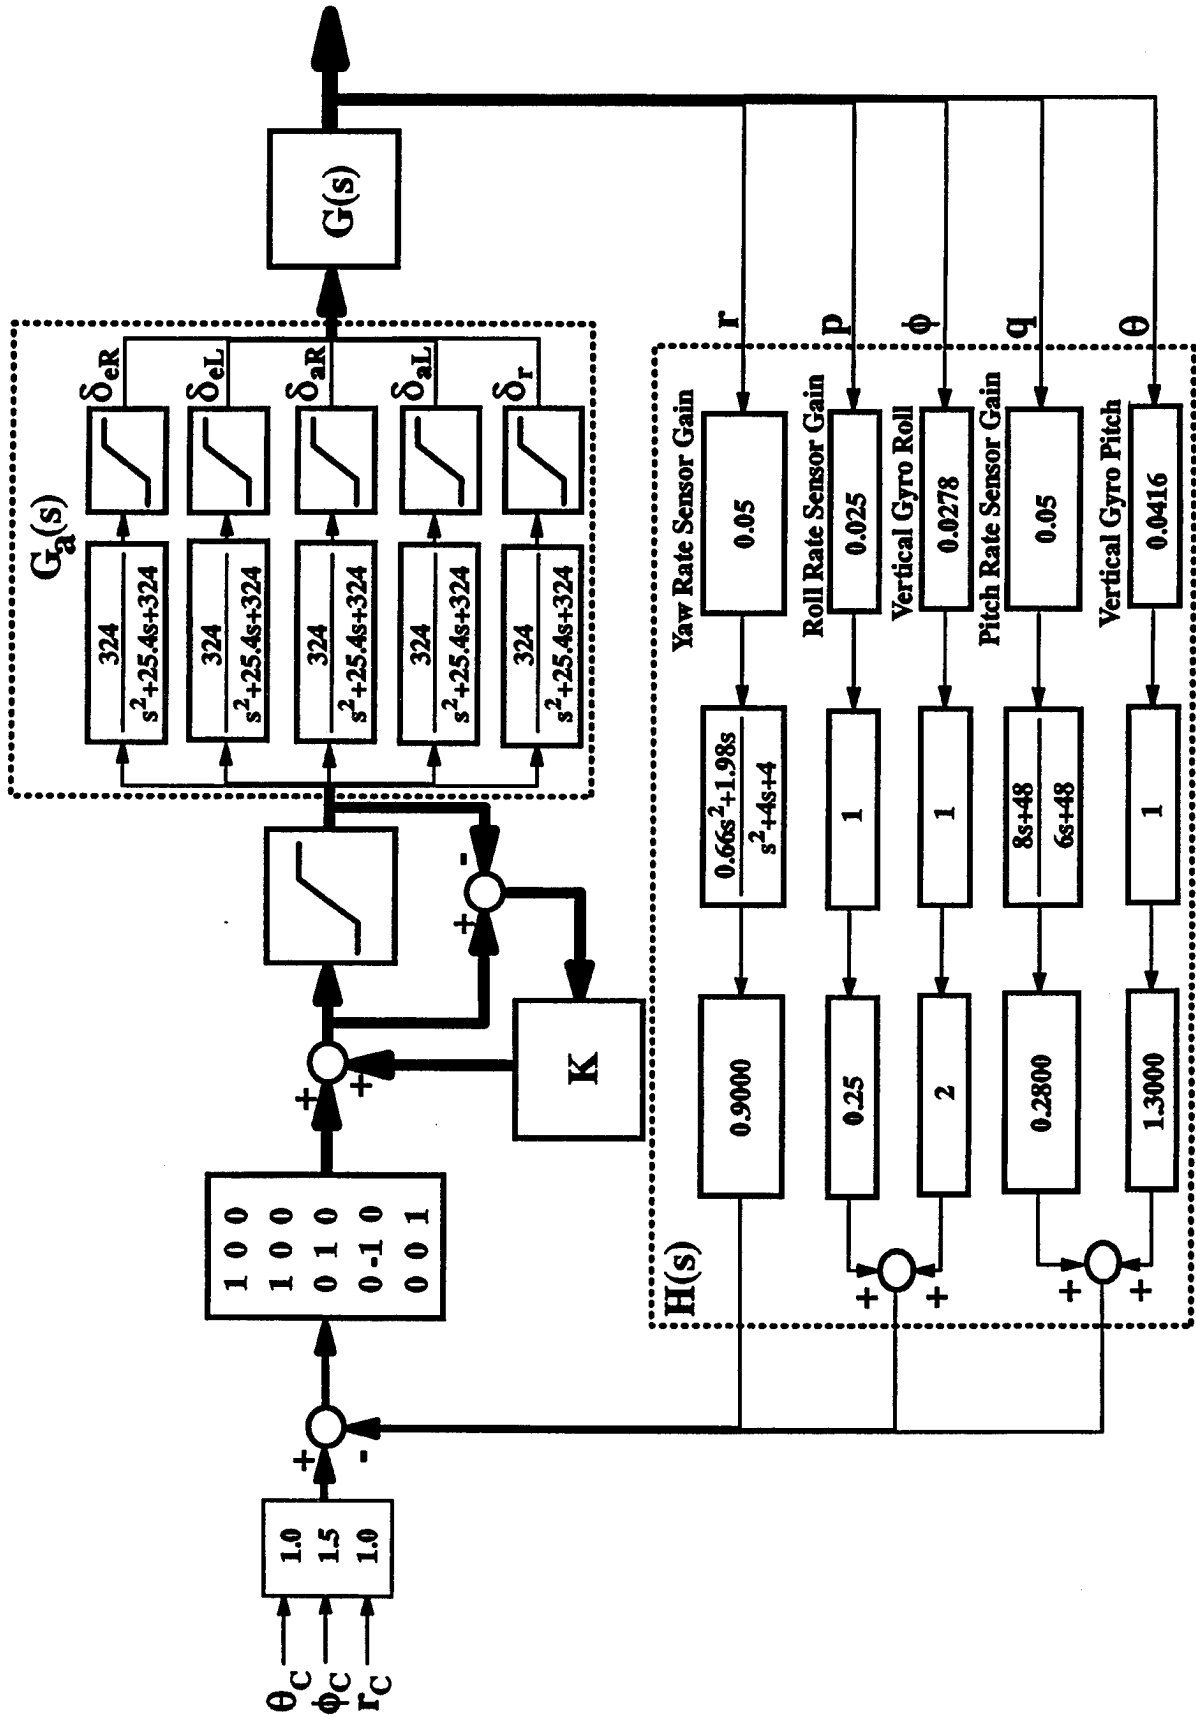 θC
ϕC
rC
1.0
1.5
1.0
+
-
1 0 0
1 0 0
0 1 0
0 -1 0
0 0 1
+
+
+
-
K
Ga(s)
324
s²+25.4s+324
δeR
324
s²+25.4s+324
δeL
324
s²+25.4s+324
δaR
324
s²+25.4s+324
δaL
324
s²+25.4s+324
δr
G(s)
H(s)
Yaw Rate Sensor Gain
0.9000
0.66s²+1.98s
s²+4s+4
0.05
r
Roll Rate Sensor Gain
0.25
1
0.025
p
+
+
Vertical Gyro Roll
2
1
0.0278
ϕ
Pitch Rate Sensor Gain
0.2800
8s+48
6s+48
0.05
q
+
+
Vertical Gyro Pitch
1.3000
1
0.0416
θ